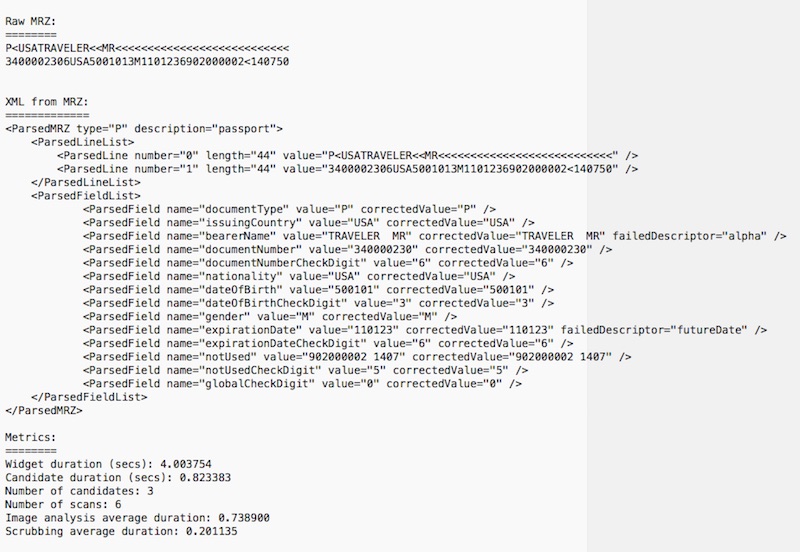 Raw MRZ:
========
P<USATRAVELER<<MR<<<<<<<<<<<<<<<<<<<<<<<<<<<
3400002306USA5001013M1101236902000002<140750
XML from MRZ:
=============
<ParsedMRZ type="P" description="passport">
<ParsedLineList>
<ParsedLine number="0" length="44" value="P<USATRAVELER<<MR<<<<<<<<<<<<<<<<<<<<<<<<<<<" />
<ParsedLine number="1" length="44" value="3400002306USA5001013M1101236902000002<140750" />
</ParsedLineList>
<ParsedFieldList>
<ParsedField name="documentType" value="P" correctedValue="P" />
<ParsedField name="issuingCountry" value="USA" correctedValue="USA" />
<ParsedField name="bearerName" value="TRAVELER  MR" correctedValue="TRAVELER  MR" failedDescriptor="alpha" />
<ParsedField name="documentNumber" value="340000230" correctedValue="340000230" />
<ParsedField name="documentNumberCheckDigit" value="6" correctedValue="6" />
<ParsedField name="nationality" value="USA" correctedValue="USA" />
<ParsedField name="dateOfBirth" value="500101" correctedValue="500101" />
<ParsedField name="dateOfBirthCheckDigit" value="3" correctedValue="3" />
<ParsedField name="gender" value="M" correctedValue="M" />
<ParsedField name="expirationDate" value="110123" correctedValue="110123" failedDescriptor="futureDate" />
<ParsedField name="expirationDateCheckDigit" value="6" correctedValue="6" />
<ParsedField name="notUsed" value="902000002 1407" correctedValue="902000002 1407" />
<ParsedField name="notUsedCheckDigit" value="5" correctedValue="5" />
<ParsedField name="globalCheckDigit" value="0" correctedValue="0" />
</ParsedFieldList>
</ParsedMRZ>
Metrics:
========
Widget duration (secs): 4.003754
Candidate duration (secs): 0.823383
Number of candidates: 3
Number of scans: 6
Image analysis average duration: 0.738900
Scrubbing average duration: 0.201135